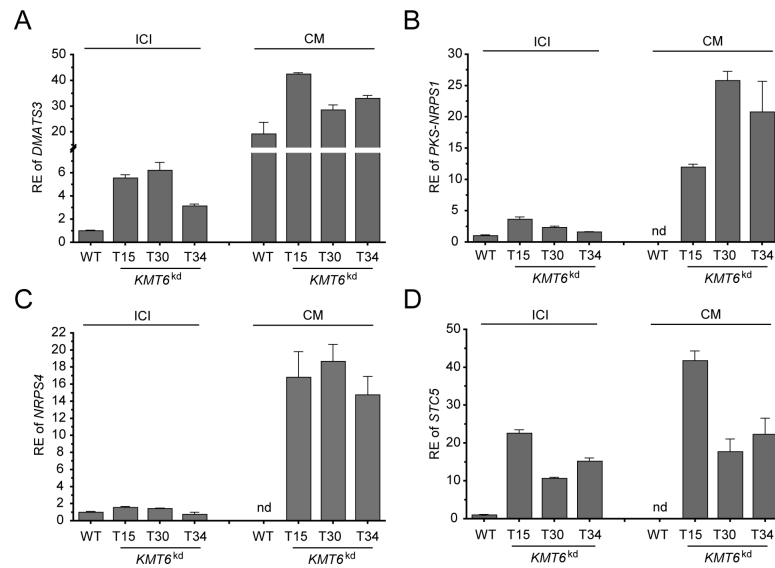 A
ICI
CM
RE of DMATS3
50
40
30
20
6
4
2
0
WT T15 T30 T34 WT T15 T30 T34
KMT6kd KMT6kd
B
ICI
CM
RE of PKS-NRPS1
30
25
20
15
10
5
0
nd
WT T15 T30 T34 WT T15 T30 T34
KMT6kd KMT6kd
C
ICI
CM
RE of NRPS4
22
20
18
16
14
12
10
8
6
4
2
0
nd
WT T15 T30 T34 WT T15 T30 T34
KMT6kd KMT6kd
D
ICI
CM
RE of STC5
50
40
30
20
10
0
nd
WT T15 T30 T34 WT T15 T30 T34
KMT6kd KMT6kd